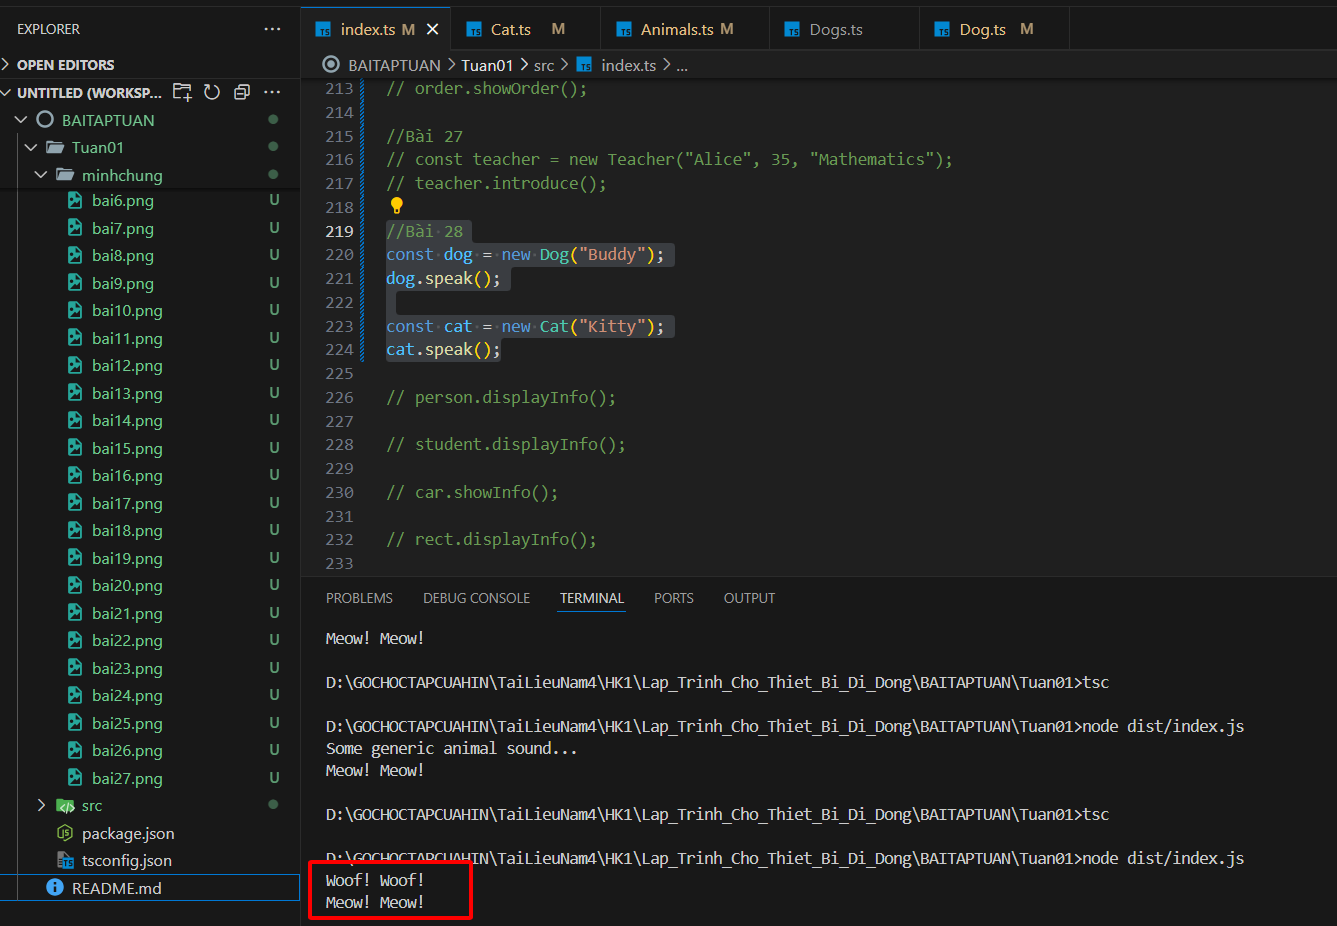 EXPLORER
···
index.ts M
Cat.ts M
Animals.ts M
Dogs.ts
Dog.ts M
BAITAPTUAN > Tuan01 > src > index.ts > ...
OPEN EDITORS
UNTITLED (WORKSP...
BAITAPTUAN
Tuan01
minhchung
bai6.png U
bai7.png U
bai8.png U
bai9.png U
bai10.png U
bai11.png U
bai12.png U
bai13.png U
bai14.png U
bai15.png U
bai16.png U
bai17.png U
bai18.png U
bai19.png U
bai20.png U
bai21.png U
bai22.png U
bai23.png U
bai24.png U
bai25.png U
bai26.png U
bai27.png U
src
package.json
tsconfig.json
README.md
213 // order.showOrder();
214
215 //Bài 27
216 // const teacher = new Teacher("Alice", 35, "Mathematics");
217 // teacher.introduce();
218
219 //Bài 28
220 const dog = new Dog("Buddy");
221 dog.speak();
222
223 const cat = new Cat("Kitty");
224 cat.speak();
225
226 // person.displayInfo();
227
228 // student.displayInfo();
229
230 // car.showInfo();
231
232 // rect.displayInfo();
233
PROBLEMS DEBUG CONSOLE TERMINAL PORTS OUTPUT
Meow! Meow!
D:\GOCHOCTAPCUAHIN\TaiLieuNam4\HK1\Lap_Trinh_Cho_Thiet_Bi_Di_Dong\BAITAPTUAN\Tuan01>tsc
D:\GOCHOCTAPCUAHIN\TaiLieuNam4\HK1\Lap_Trinh_Cho_Thiet_Bi_Di_Dong\BAITAPTUAN\Tuan01>node dist/index.js
Some generic animal sound...
Meow! Meow!
D:\GOCHOCTAPCUAHIN\TaiLieuNam4\HK1\Lap_Trinh_Cho_Thiet_Bi_Di_Dong\BAITAPTUAN\Tuan01>tsc
D:\GOCHOCTAPCUAHIN\TaiLieuNam4\HK1\Lap_Trinh_Cho_Thiet_Bi_Di_Dong\BAITAPTUAN\Tuan01>node dist/index.js
Woof! Woof!
Meow! Meow!